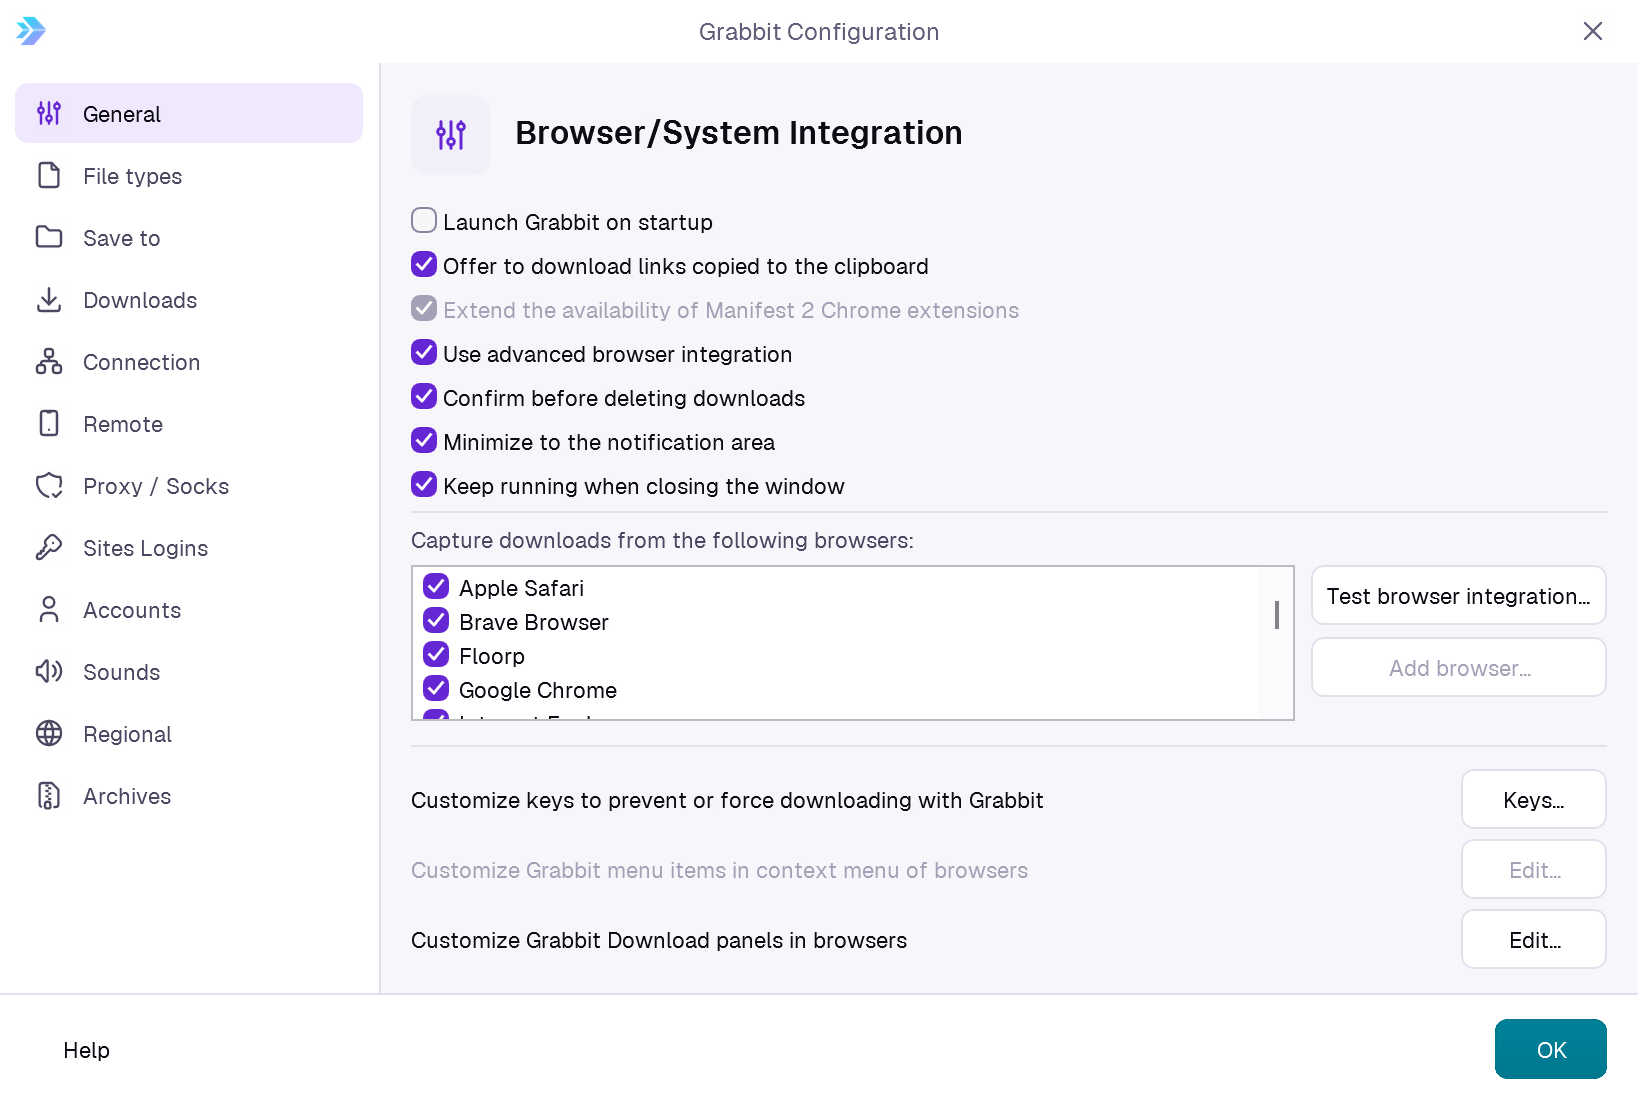 Grabbit Configuration
General
File types
Save to
Downloads
Connection
Remote
Proxy / Socks
Sites Logins
Accounts
Sounds
Regional
Archives
Browser/System Integration
Launch Grabbit on startup
Offer to download links copied to the clipboard
Extend the availability of Manifest 2 Chrome extensions
Use advanced browser integration
Confirm before deleting downloads
Minimize to the notification area
Keep running when closing the window
Capture downloads from the following browsers:
Apple Safari
Brave Browser
Floorp
Google Chrome
Test browser integration...
Add browser...
Customize keys to prevent or force downloading with Grabbit
Keys...
Customize Grabbit menu items in context menu of browsers
Edit...
Customize Grabbit Download panels in browsers
Edit...
Help
OK